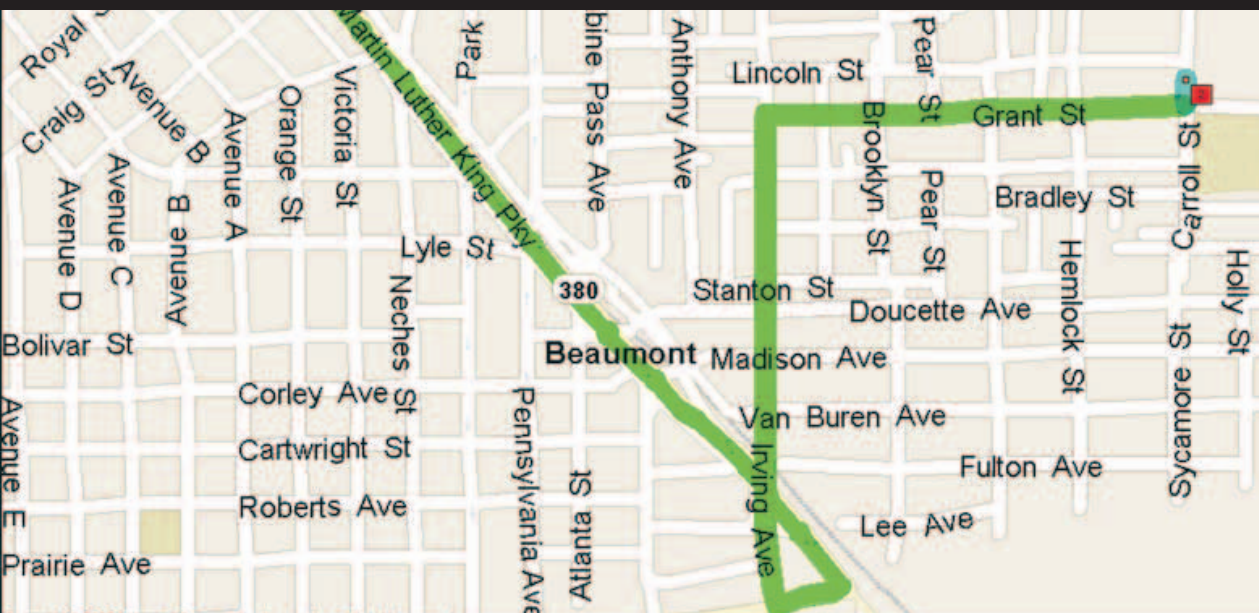 Royal
Craig St
Avenue B
Avenue D
Avenue C
Avenue B
Avenue A
Orange St
Victoria St
Martin Luther King Pky
Park
Pass Ave
Anthony Ave
Lincoln St
Pear St
Brooklyn St
Grant St
Bradley St
Pear St
Carroll St
Lyle St
380
Neches St
Stanton St
Doucette Ave
Hemlock St
Holly St
Bolivar St
Beaumont
Madison Ave
Sycamore St
Corley Ave
Pennsylvania Ave
Van Buren Ave
Avenue E
Cartwright St
Irving Ave
Fulton Ave
Atlanta St
Roberts Ave
Lee Ave
Prairie Ave